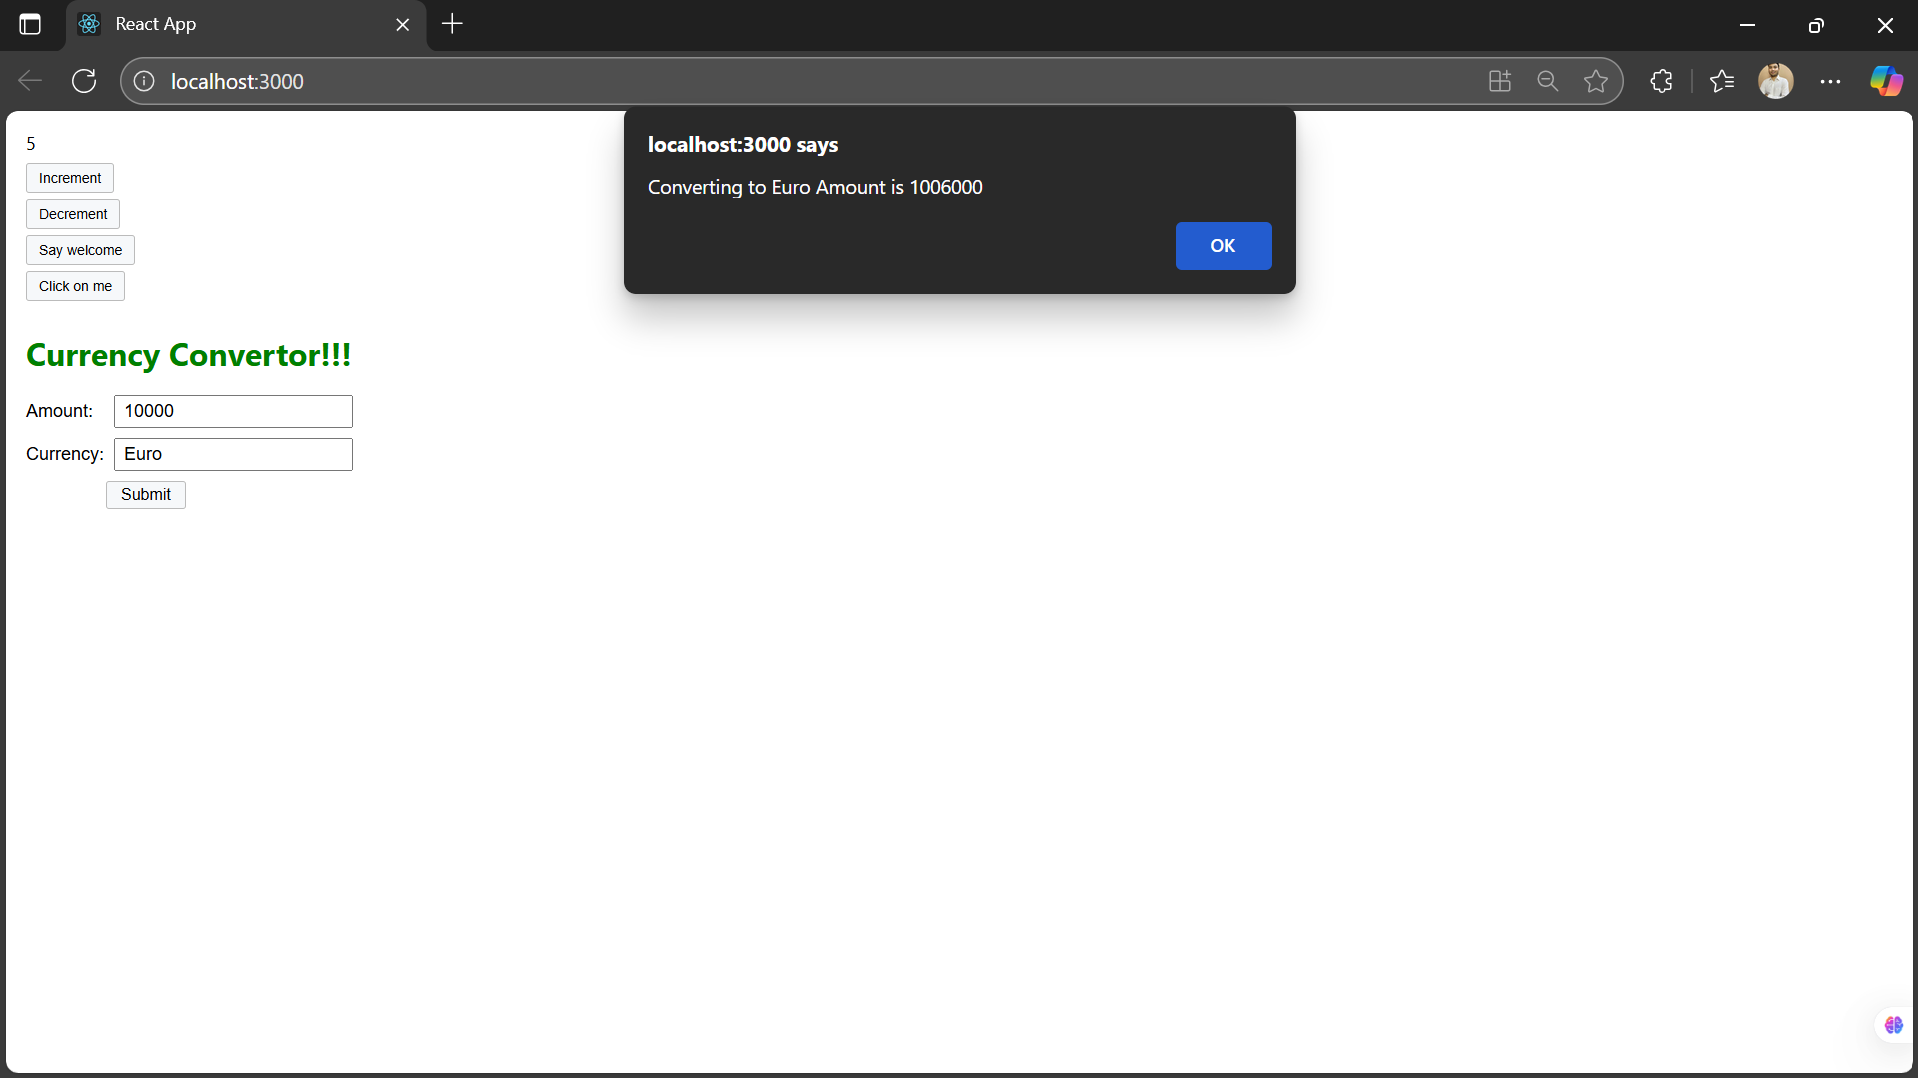 React App
localhost:3000
localhost:3000 says
Converting to Euro Amount is 1006000
OK
5
Increment
Decrement
Say welcome
Click on me
Currency Convertor!!!
Amount: 10000
Currency: Euro
Submit